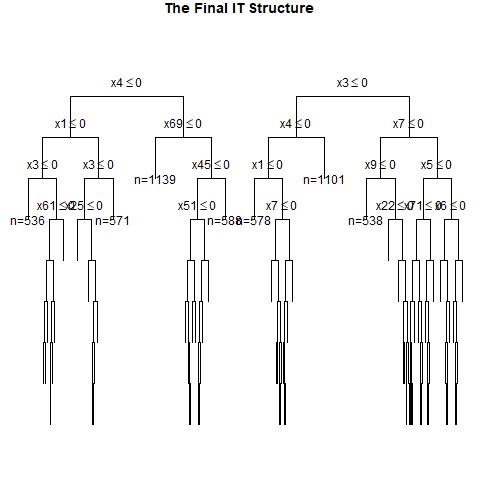 The Final IT Structure
x4 ≤ 0 x3 ≤ 0
x1 ≤ 0 x69 ≤ 0 x4 ≤ 0 x7 ≤ 0
x3 ≤ 0 x3 ≤ 0 x45 ≤ 0 x1 ≤ 0 x9 ≤ 0 x5 ≤ 0
n=1139 n=1101
x61 ≤ 0 x25 ≤ 0 x51 ≤ 0 x7 ≤ 0 x22 ≤ 0 x71 ≤ 0 x6 ≤ 0
n=536 n=571 n=588 n=578 n=538